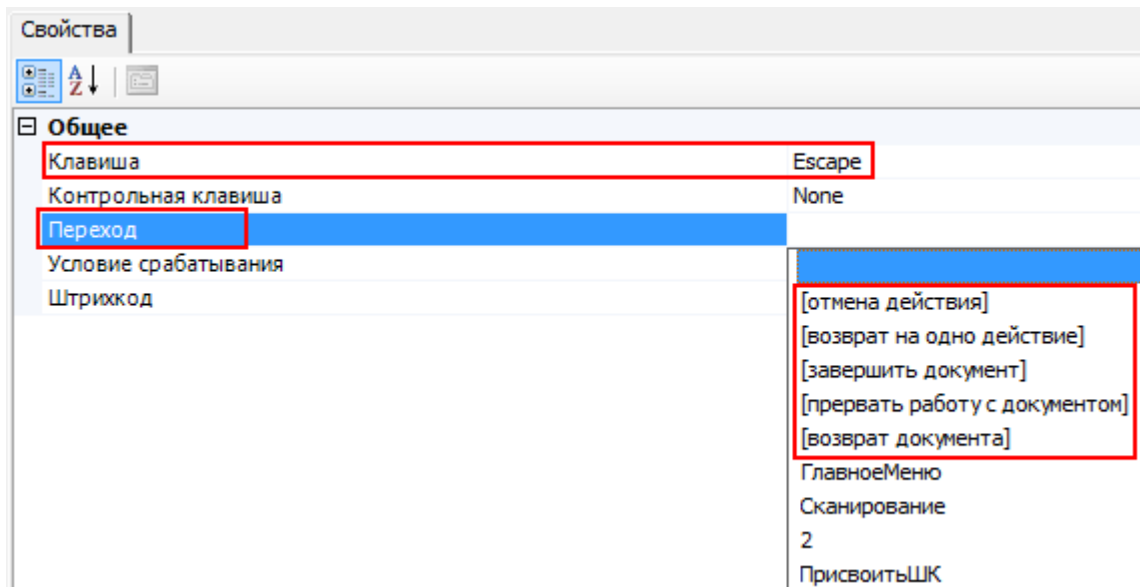 Свойства
Общее
Клавиша Escape
Контрольная клавиша None
Переход
Условие срабатывания
Штрихкод
[отмена действия]
[возврат на одно действие]
[завершить документ]
[прервать работу с документом]
[возврат документа]
ГлавноеМеню
Сканирование
2
ПрисвоитьШК